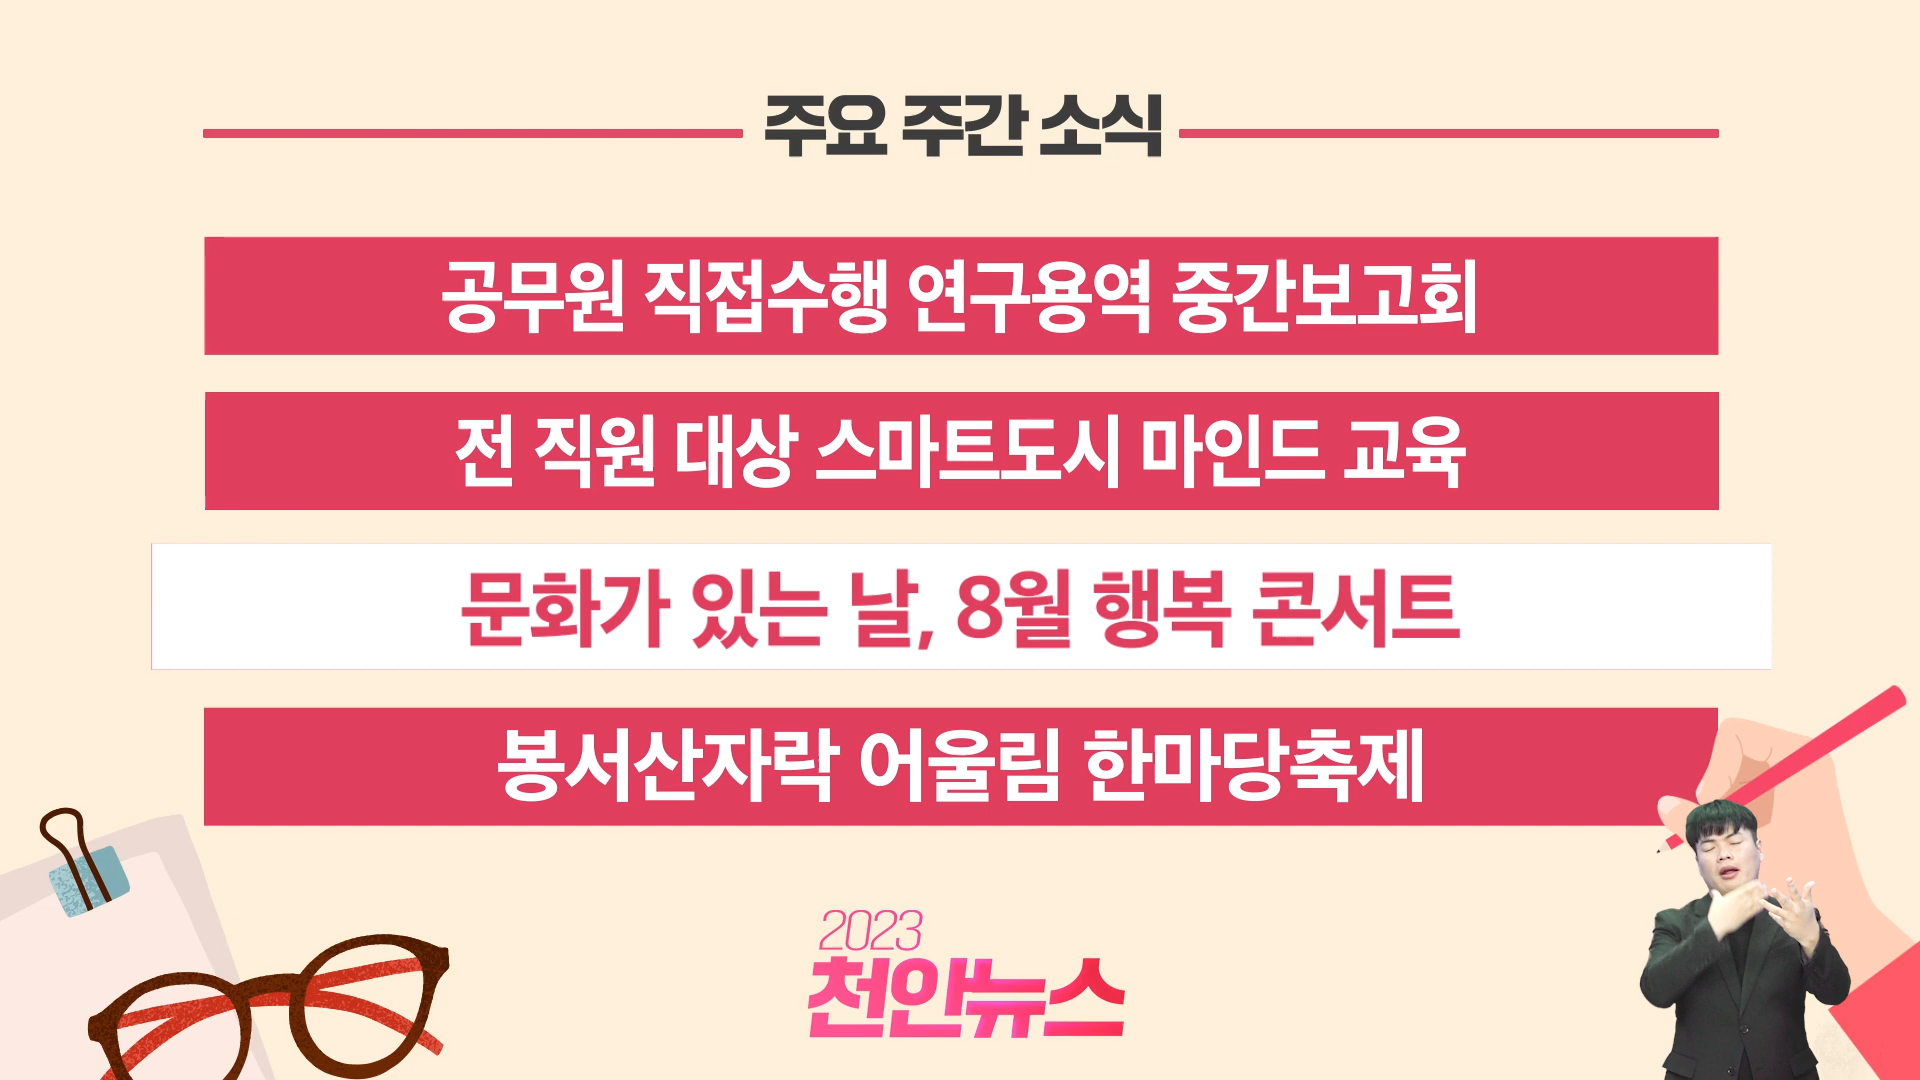 주요 주간 소식
공무원 직접수행 연구용역 중간보고회
전 직원 대상 스마트도시 마인드 교육
문화가 있는 날, 8월 행복 콘서트
봉서산자락 어울림 한마당축제
2023
천안뉴스